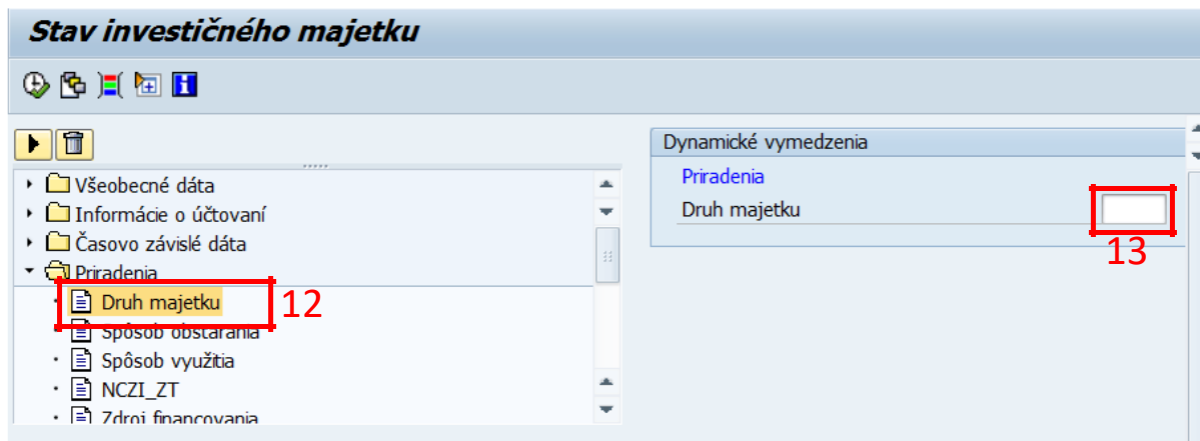 Stav investičného majetku
Všeobecné dáta
Informácie o účtovaní
Časovo závislé dáta
Priradenia
Druh majetku
12
Spôsob obstarania
Spôsob využitia
NCZI_ZT
Zdroj financovania
Dynamické vymedzenia
Priradenia
Druh majetku
13